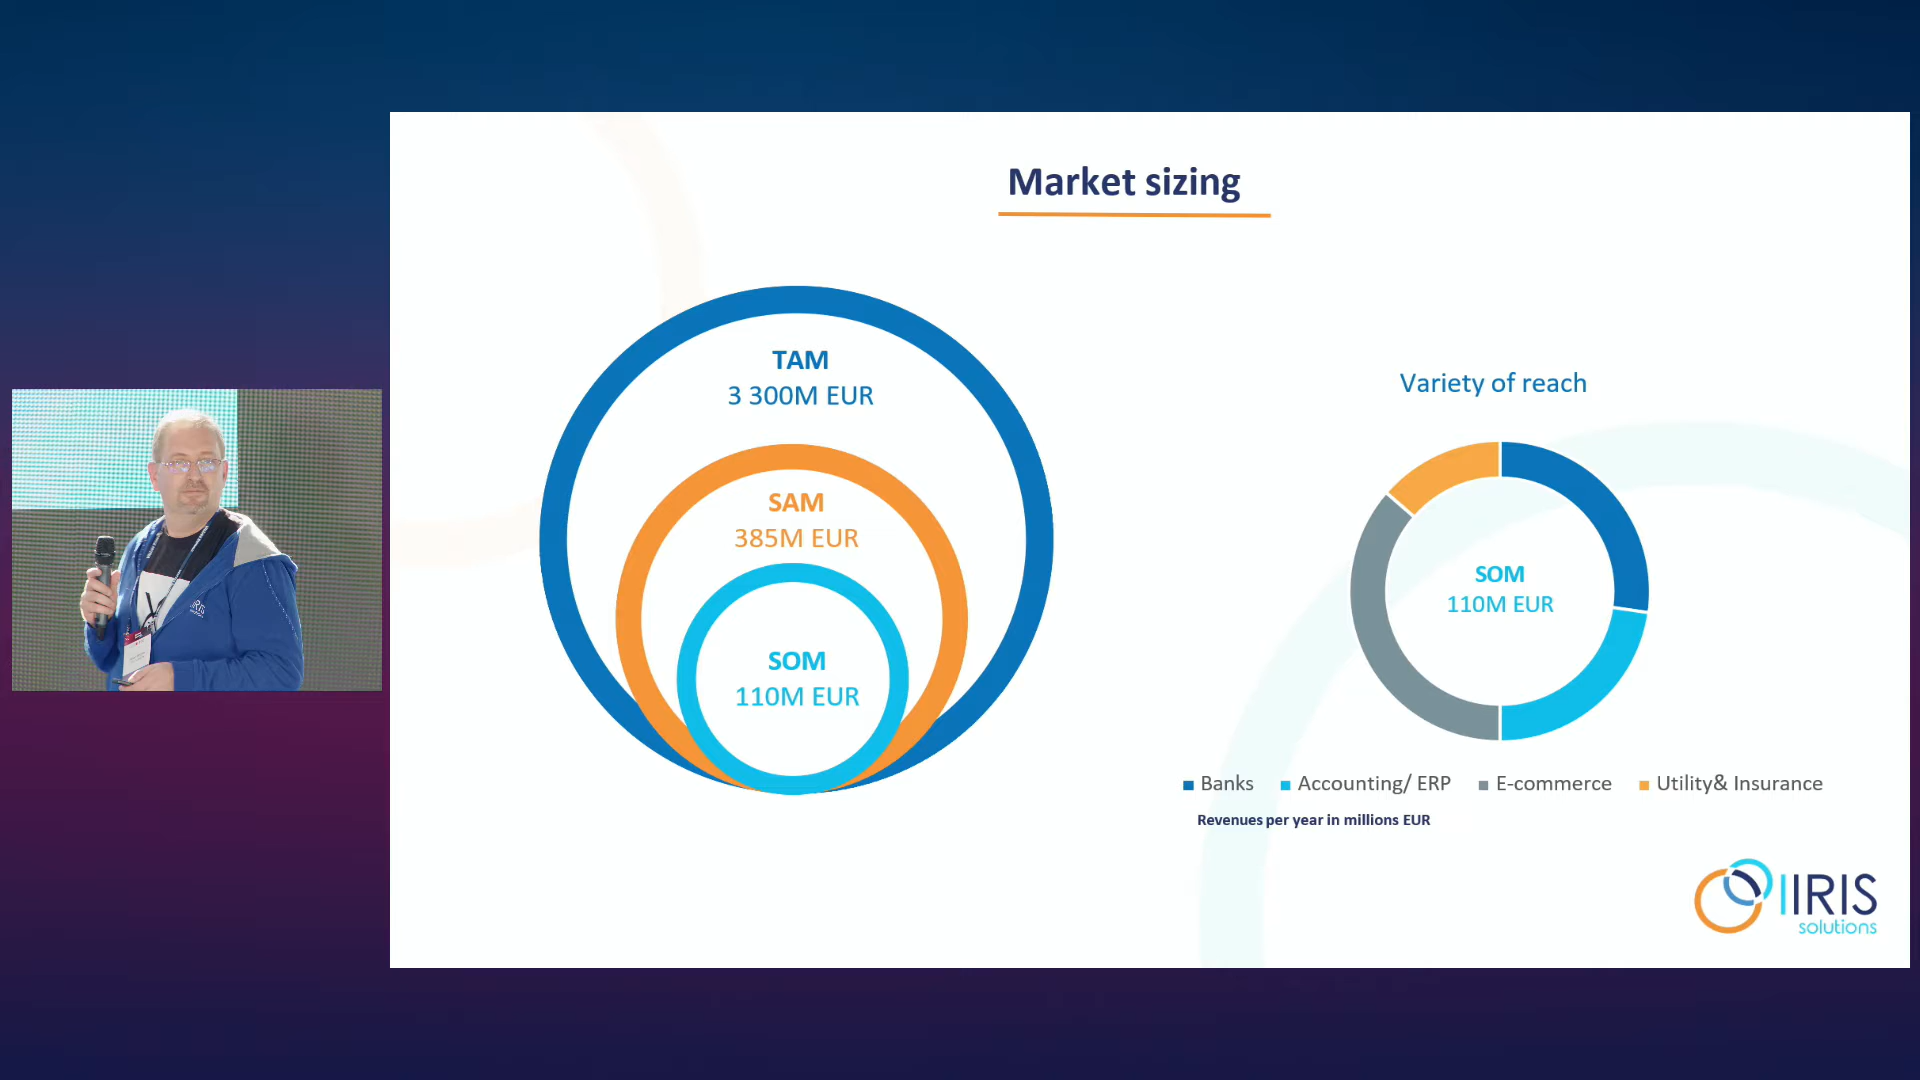 Market sizing
TAM
3 300M EUR
SAM
385M EUR
SOM
110M EUR
Variety of reach
SOM
110M EUR
Banks
Accounting/ ERP
E-commerce
Utility& Insurance
Revenues per year in millions EUR
IIRIS
solutions